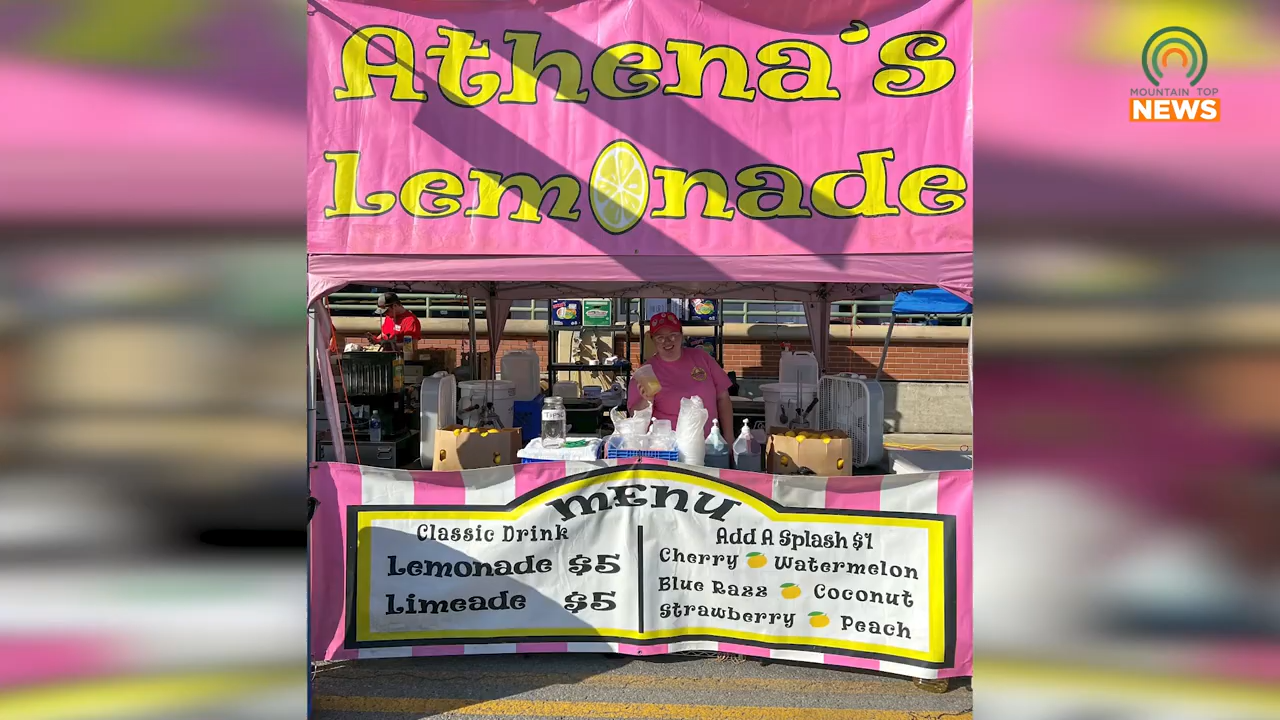 Athena's
Lemonade
MOUNTAIN TOP
NEWS
TIPS
MENU
Classic Drink
Lemonade $5
Limeade $5
Add A Splash $1
Cherry Watermelon
Blue Razz Coconut
Strawberry Peach